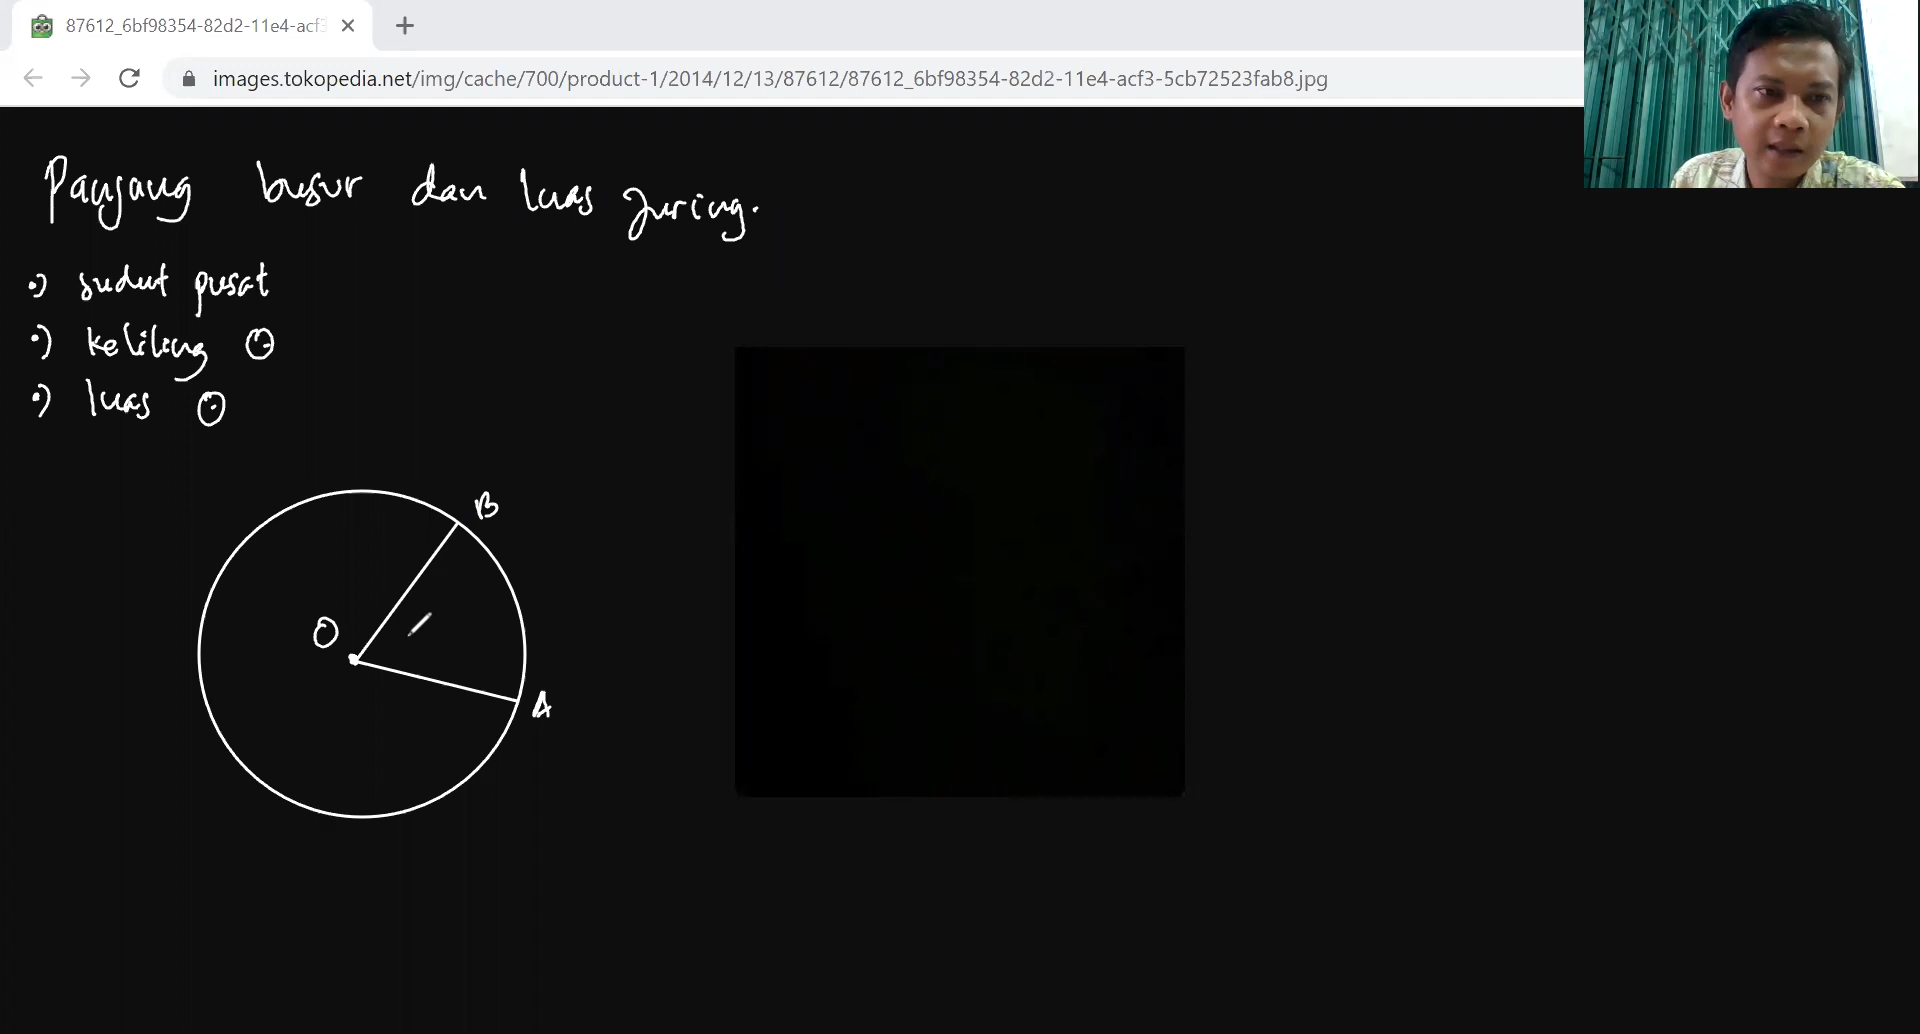 87612_6bf98354-82d2-11e4-acf3
images.tokopedia.net/img/cache/700/product-1/2014/12/13/87612/87612_6bf98354-82d2-11e4-acf3-5cb72523fab8.jpg
Panjang busur dan luas juring.
•) sudut pusat
•) keliling ⊙
•) luas ⊙
B
O
A